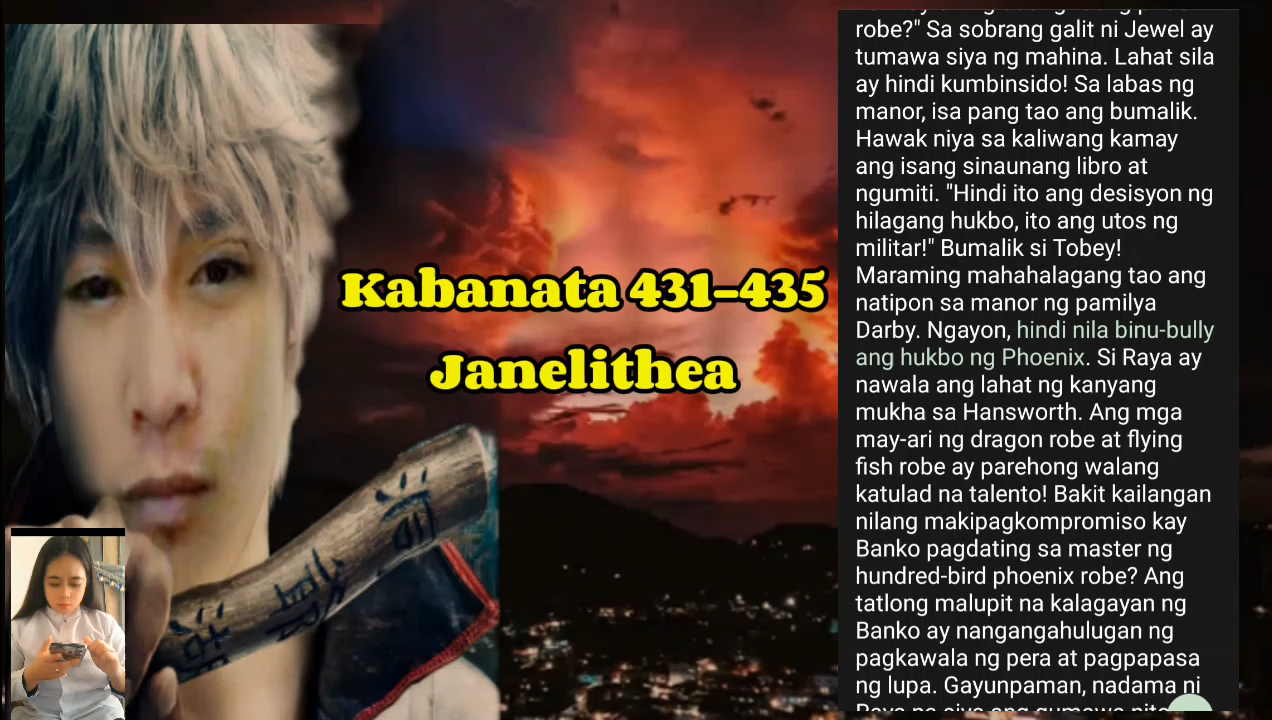 Kabanata 431-435
Janelithea
robe?" Sa sobrang galit ni Jewel ay
tumawa siya ng mahina. Lahat sila
ay hindi kumbinsido! Sa labas ng
manor, isa pang tao ang bumalik.
Hawak niya sa kaliwang kamay
ang isang sinaunang libro at
ngumiti. "Hindi ito ang desisyon ng
hilagang hukbo, ito ang utos ng
militar!" Bumalik si Tobey!
Maraming mahahalagang tao ang
natipon sa manor ng pamilya
Darby. Ngayon, hindi nila binu-bully
ang hukbo ng Phoenix. Si Raya ay
nawala ang lahat ng kanyang
mukha sa Hansworth. Ang mga
may-ari ng dragon robe at flying
fish robe ay parehong walang
katulad na talento! Bakit kailangan
nilang makipagkompromiso kay
Banko pagdating sa master ng
hundred-bird phoenix robe? Ang
tatlong malupit na kalagayan ng
Banko ay nangangahulugan ng
pagkawala ng pera at pagpapasa
ng lupa. Gayunpaman, nadama ni